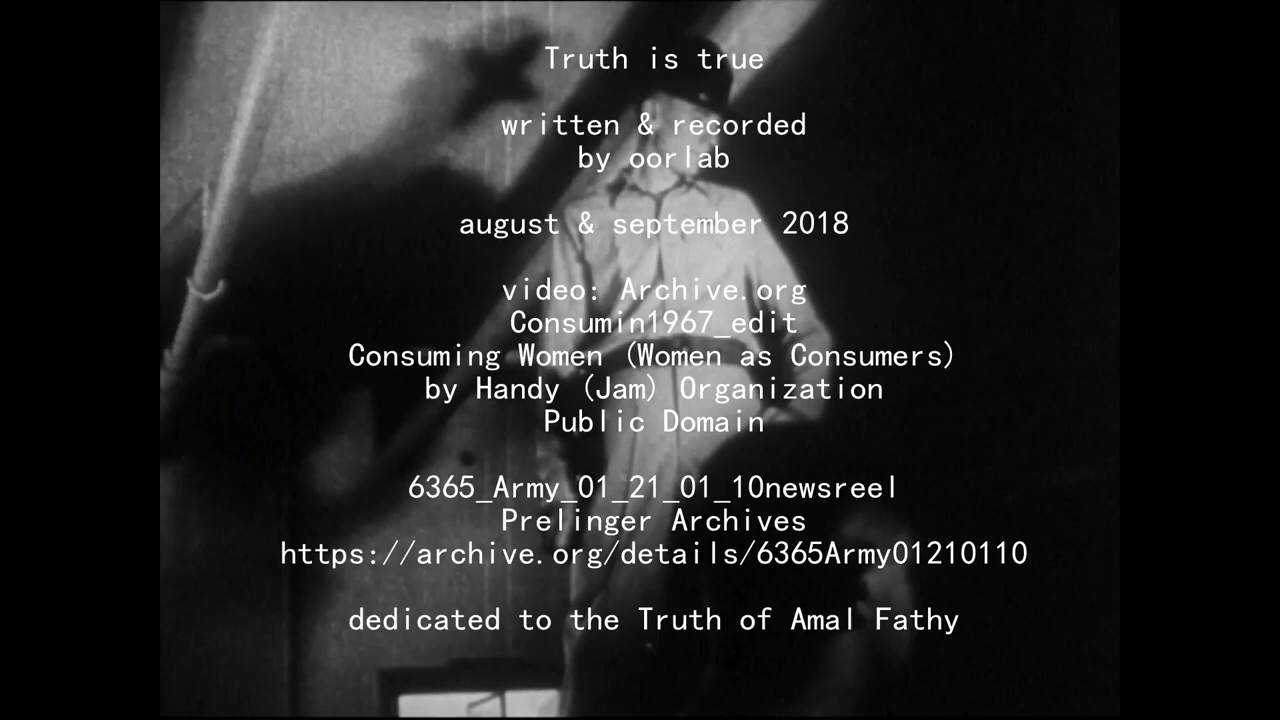 Truth is true
written & recorded
by oorlab
august & september 2018
video: Archive.org
Consumin1967_edit
Consuming Women (Women as Consumers)
by Handy (Jam) Organization
Public Domain
6365_Army_01_21_01_10newsreel
Prelinger Archives
https://archive.org/details/6365Army01210110
dedicated to the Truth of Amal Fathy